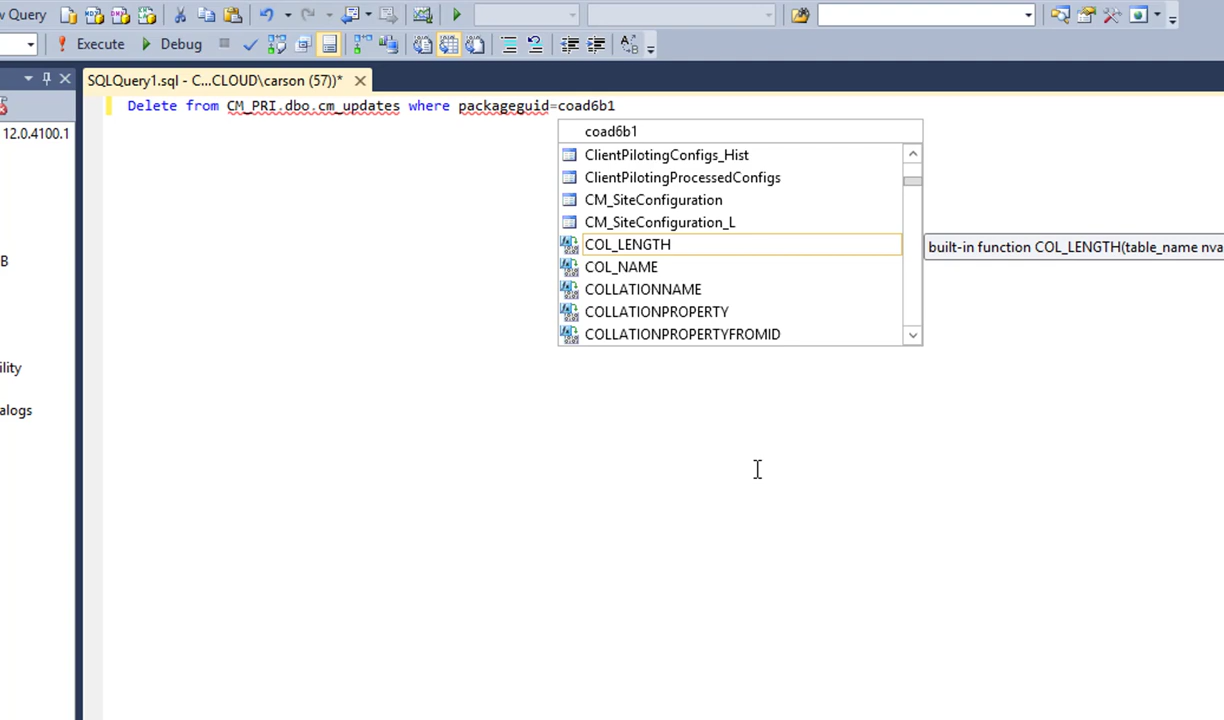 w Query
Execute
Debug
SQLQuery1.sql - C...CLOUD\carson (57))*
12.0.4100.1
Delete from CM_PRI.dbo.cm_updates where packageguid=coad6b1
coad6b1
ClientPilotingConfigs_Hist
ClientPilotingProcessedConfigs
CM_SiteConfiguration
CM_SiteConfiguration_L
COL_LENGTH
built-in function COL_LENGTH(table_name nva
COL_NAME
COLLATIONNAME
COLLATIONPROPERTY
COLLATIONPROPERTYFROMID
B
ility
alogs